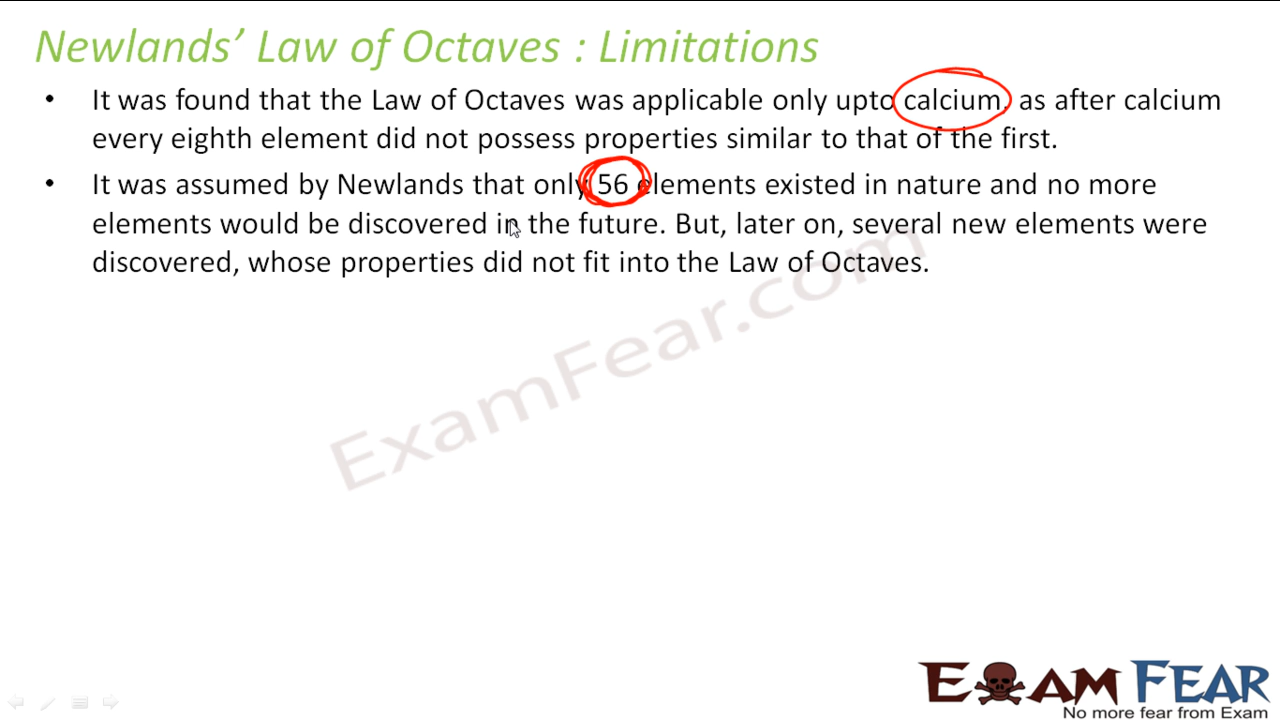 Newlands’ Law of Octaves : Limitations
• It was found that the Law of Octaves was applicable only upto calcium, as after calcium
every eighth element did not possess properties similar to that of the first.
• It was assumed by Newlands that only 56 elements existed in nature and no more
elements would be discovered in the future. But, later on, several new elements were
discovered, whose properties did not fit into the Law of Octaves.
ExamFear.com
EXAM FEAR
No more fear from Exam